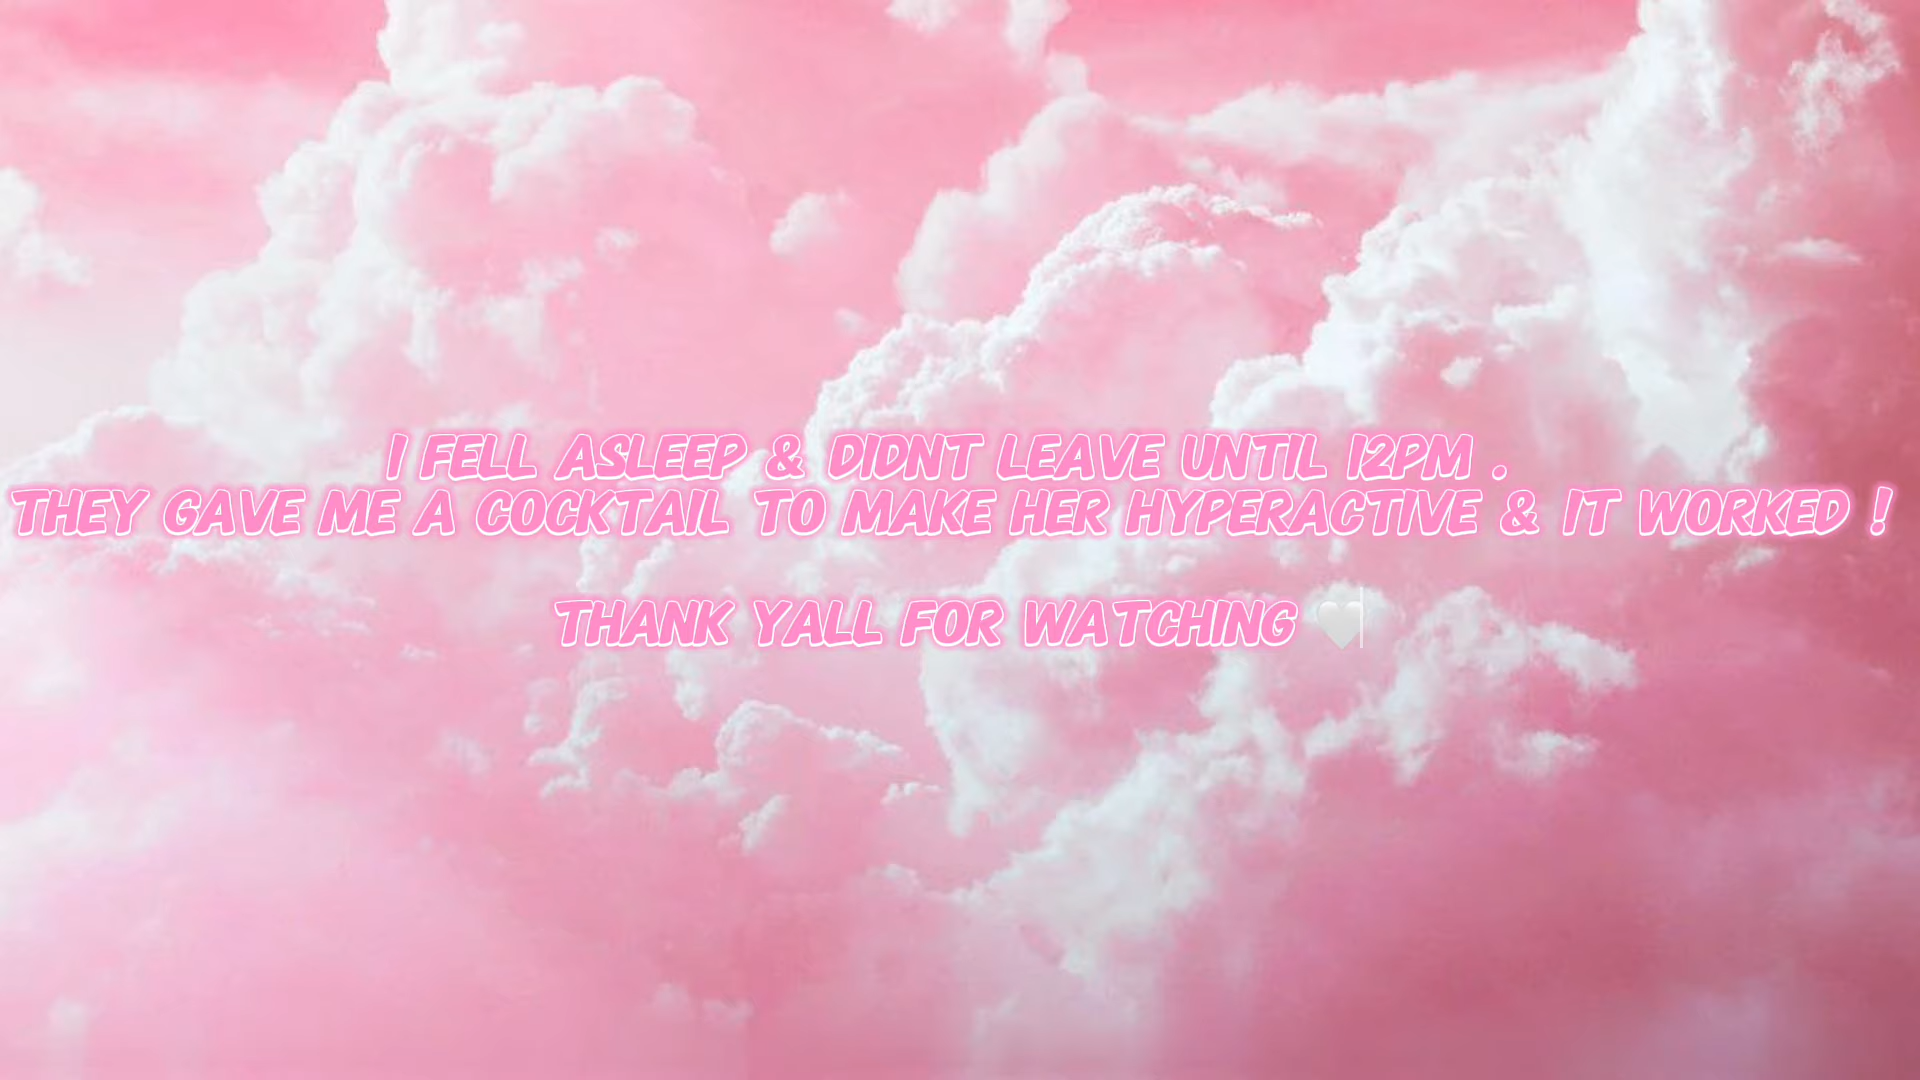 I FELL ASLEEP & DIDNT LEAVE UNTIL 12PM .
THEY GAVE ME A COCKTAIL TO MAKE HER HYPERACTIVE & IT WORKED !
THANK YALL FOR WATCHING 🤍